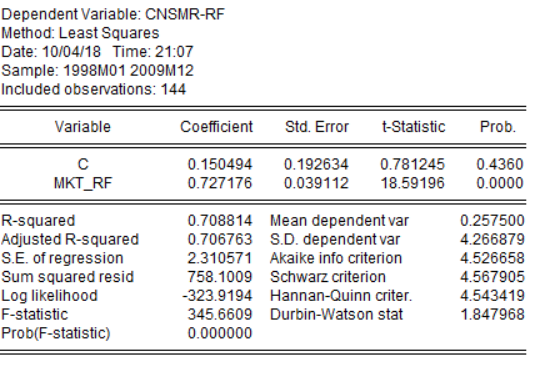 Dependent Variable: CNSMR-RF
Method: Least Squares
Date: 10/04/18 Time: 21:07
Sample: 1998M01 2009M12
Included observations: 144
Variable Coefficient Std. Error t-Statistic Prob.
C 0.150494 0.192634 0.781245 0.4360
MKT_RF 0.727176 0.039112 18.59196 0.0000
R-squared 0.708814 Mean dependent var 0.257500
Adjusted R-squared 0.706763 S.D. dependent var 4.266879
S.E. of regression 2.310571 Akaike info criterion 4.526658
Sum squared resid 758.1009 Schwarz criterion 4.567905
Log likelihood -323.9194 Hannan-Quinn criter. 4.543419
F-statistic 345.6609 Durbin-Watson stat 1.847968
Prob(F-statistic) 0.000000